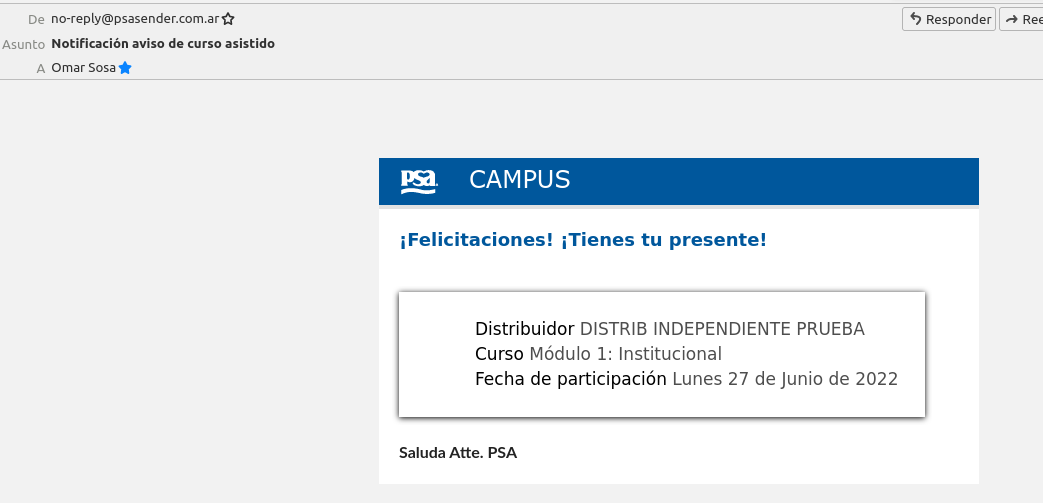 De no-reply@psasender.com.ar
Responder
Ree
Asunto Notificación aviso de curso asistido
A Omar Sosa
psa CAMPUS
¡Felicitaciones! ¡Tienes tu presente!
Distribuidor DISTRIB INDEPENDIENTE PRUEBA
Curso Módulo 1: Institucional
Fecha de participación Lunes 27 de Junio de 2022
Saluda Atte. PSA